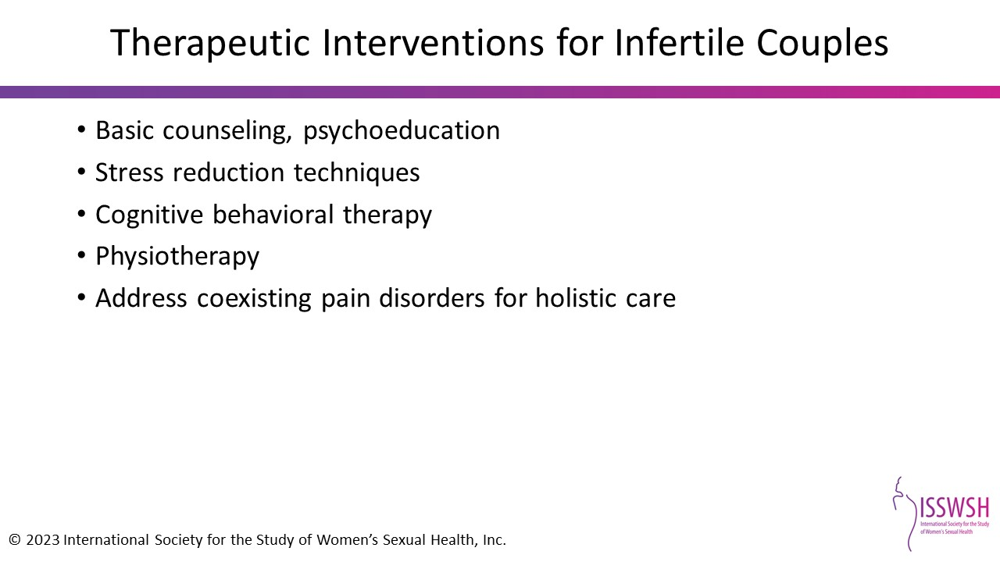 Therapeutic Interventions for Infertile Couples
• Basic counseling, psychoeducation
• Stress reduction techniques
• Cognitive behavioral therapy
• Physiotherapy
• Address coexisting pain disorders for holistic care
ISSWSH
International Society for the Study
of Women's Sexual Health
© 2023 International Society for the Study of Women’s Sexual Health, Inc.